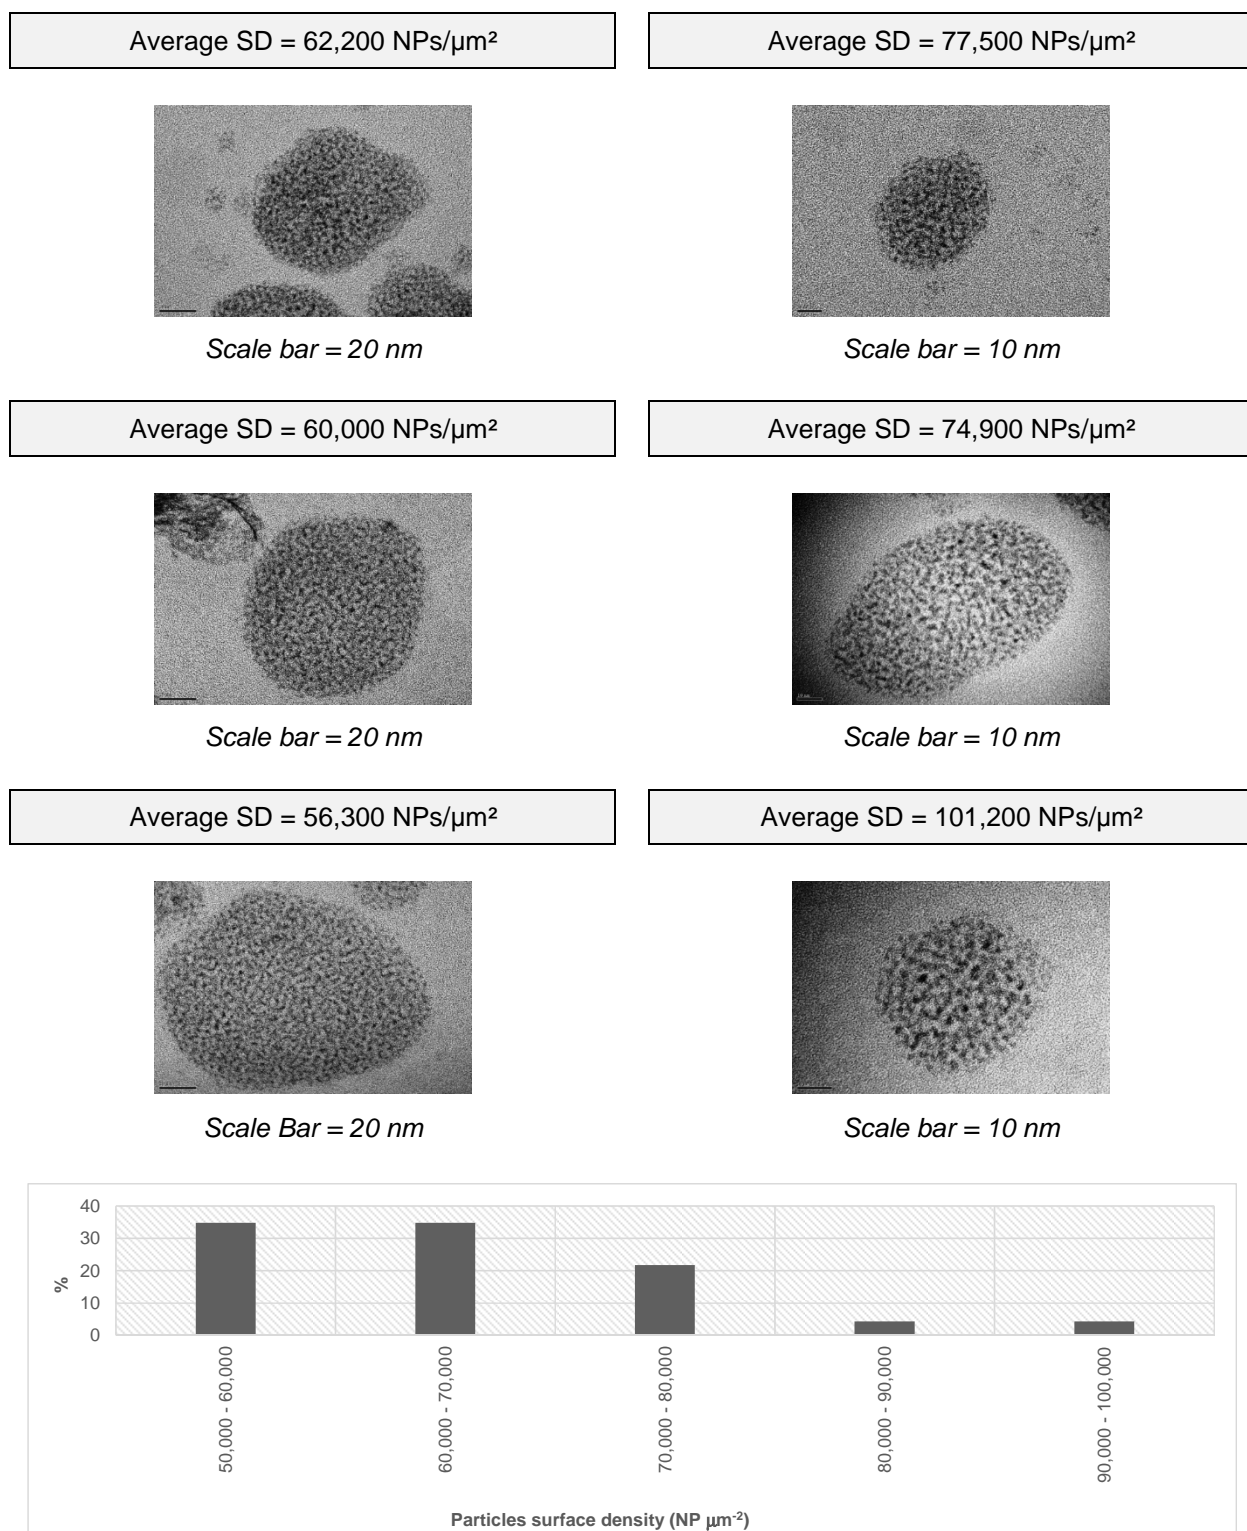 Average SD = 62,200 NPs/µm²
Average SD = 77,500 NPs/µm²
Scale bar = 20 nm
Scale bar = 10 nm
Average SD = 60,000 NPs/µm²
Average SD = 74,900 NPs/µm²
Scale bar = 20 nm
Scale bar = 10 nm
Average SD = 56,300 NPs/µm²
Average SD = 101,200 NPs/µm²
Scale Bar = 20 nm
Scale bar = 10 nm
40
30
20
10
0
%
50,000 - 60,000
60,000 - 70,000
70,000 - 80,000
80,000 - 90,000
90,000 - 100,000
Particles surface density (NP µm⁻²)